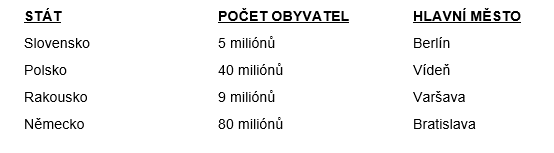 STÁT POČET OBYVATEL HLAVNÍ MĚSTO
Slovensko 5 miliónů Berlín
Polsko 40 miliónů Vídeň
Rakousko 9 miliónů Varšava
Německo 80 miliónů Bratislava